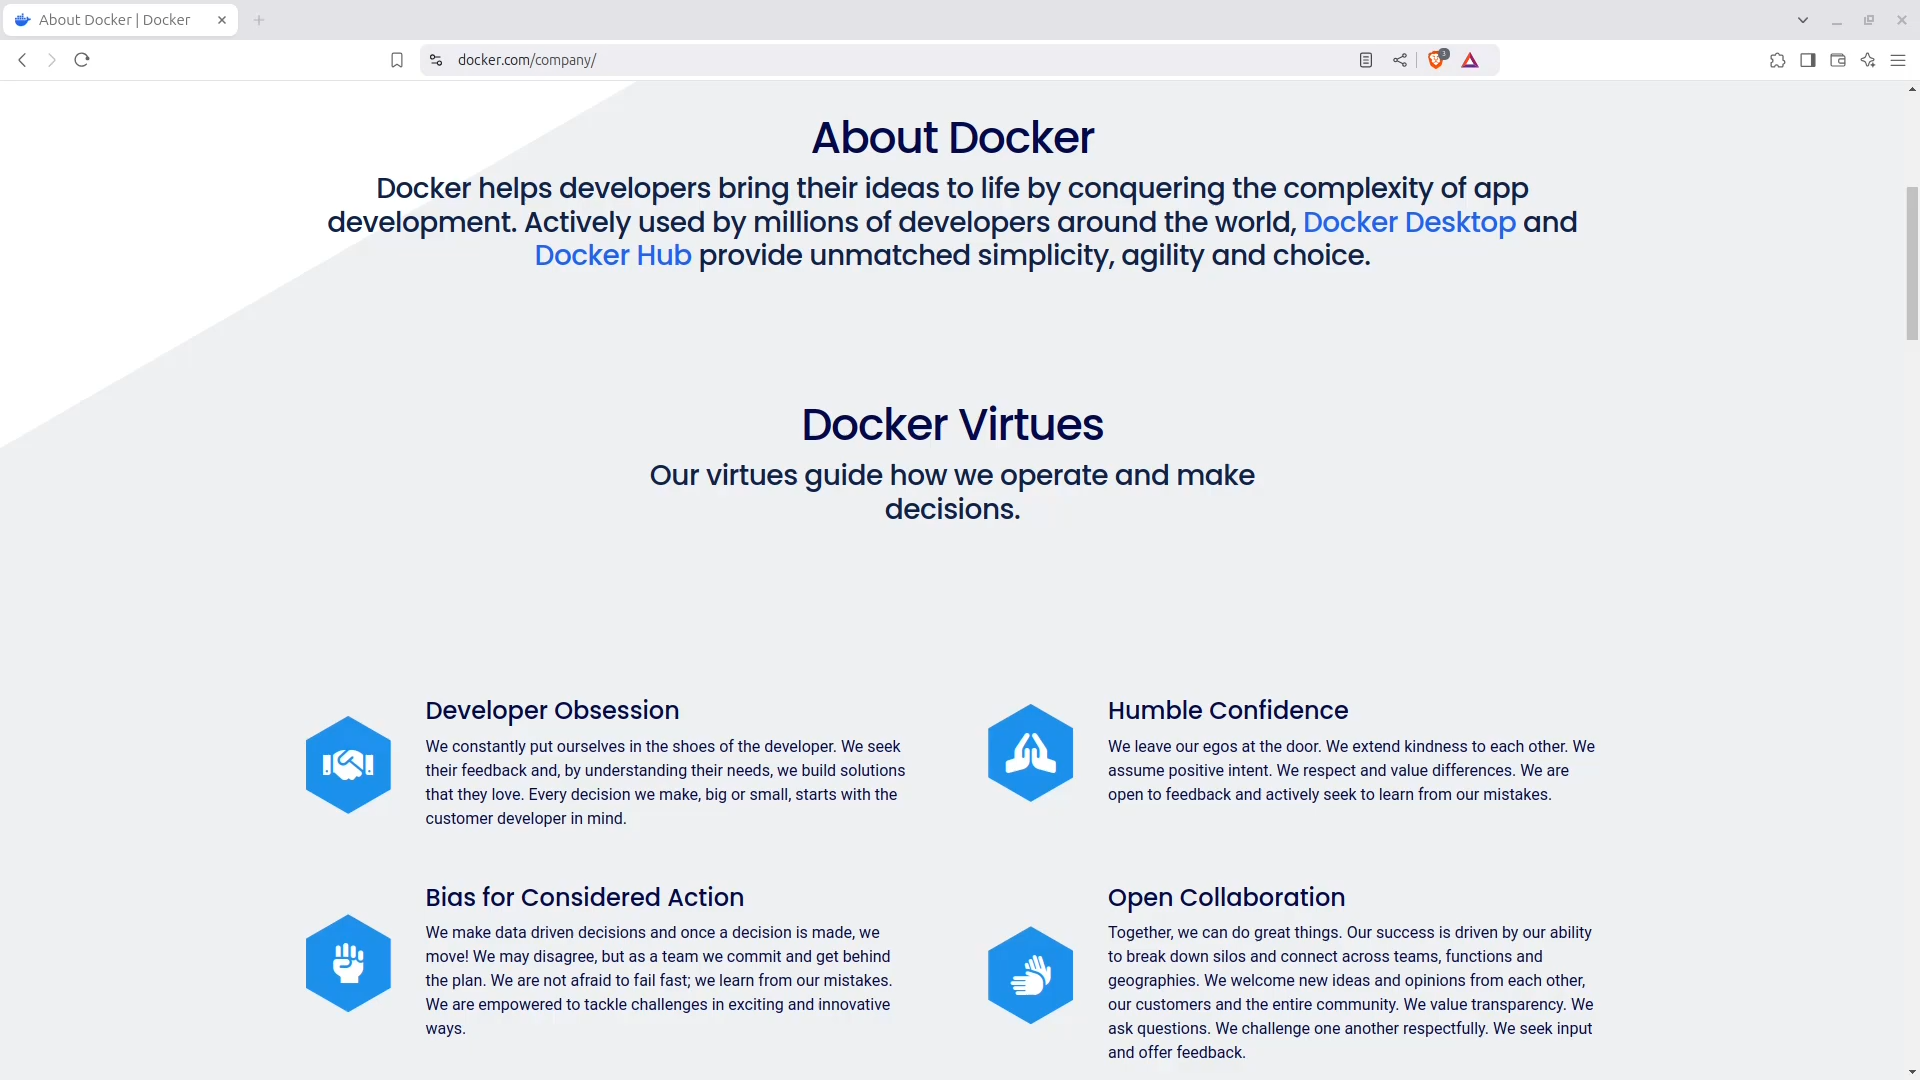 About Docker | Docker
docker.com/company/
3
About Docker
Docker helps developers bring their ideas to life by conquering the complexity of app
development. Actively used by millions of developers around the world, Docker Desktop and
Docker Hub provide unmatched simplicity, agility and choice.
Docker Virtues
Our virtues guide how we operate and make
decisions.
Developer Obsession
We constantly put ourselves in the shoes of the developer. We seek
their feedback and, by understanding their needs, we build solutions
that they love. Every decision we make, big or small, starts with the
customer developer in mind.
Humble Confidence
We leave our egos at the door. We extend kindness to each other. We
assume positive intent. We respect and value differences. We are
open to feedback and actively seek to learn from our mistakes.
Bias for Considered Action
We make data driven decisions and once a decision is made, we
move! We may disagree, but as a team we commit and get behind
the plan. We are not afraid to fail fast; we learn from our mistakes.
We are empowered to tackle challenges in exciting and innovative
ways.
Open Collaboration
Together, we can do great things. Our success is driven by our ability
to break down silos and connect across teams, functions and
geographies. We welcome new ideas and opinions from each other,
our customers and the entire community. We value transparency. We
ask questions. We challenge one another respectfully. We seek input
and offer feedback.